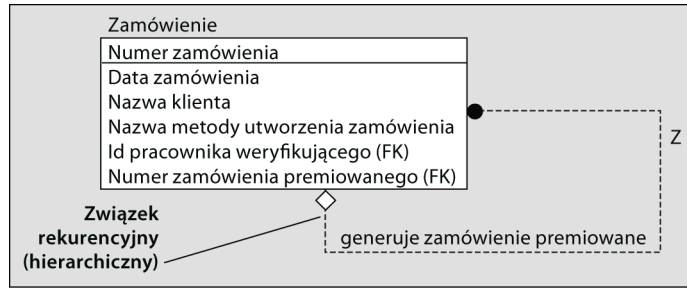 Zamówienie
Numer zamówienia
Data zamówienia
Nazwa klienta
Nazwa metody utworzenia zamówienia
Id pracownika weryfikującego (FK)
Numer zamówienia premiowanego (FK)
Z
Związek
rekurencyjny
(hierarchiczny)
generuje zamówienie premiowane